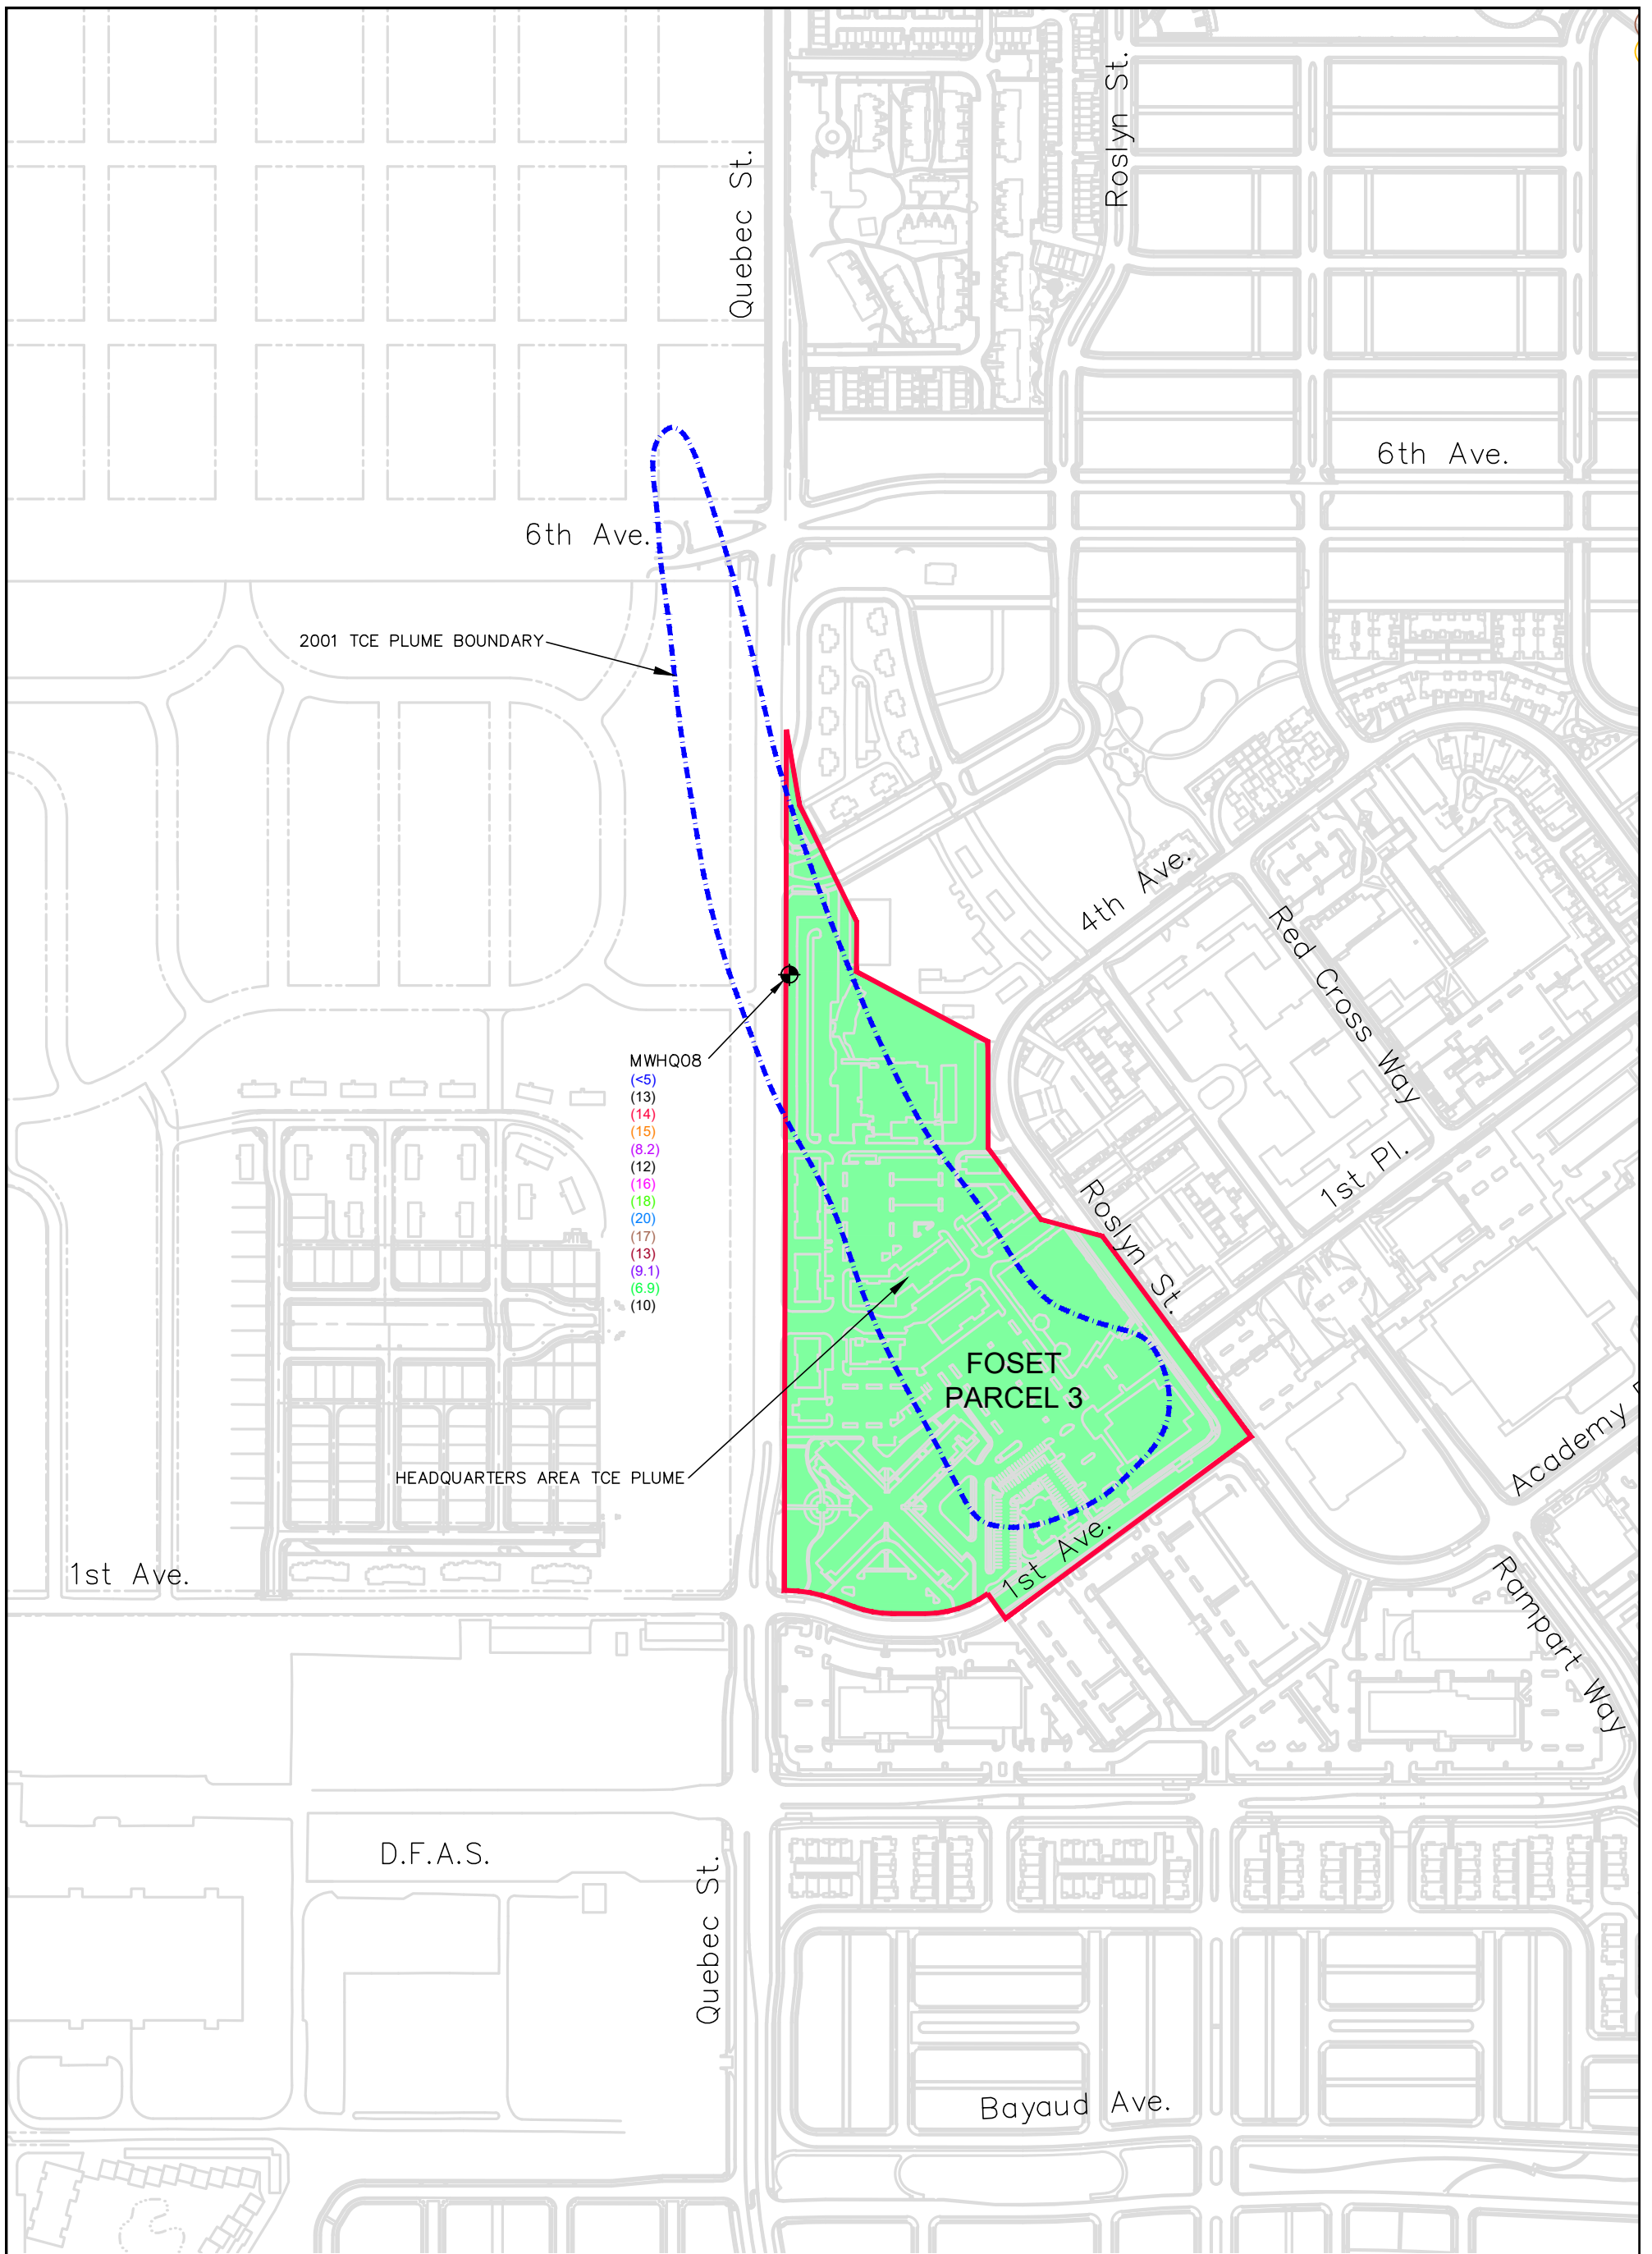 Roslyn St.
Quebec St.
6th Ave.
6th Ave.
2001 TCE PLUME BOUNDARY
4th Ave.
Red Cross Way
MWHQ08
(<5)
(13)
(14)
(15)
(8.2)
(12)
(16)
(18)
(20)
(17)
(13)
(9.1)
(6.9)
(10)
1st Pl.
Roslyn St.
FOSET
PARCEL 3
Academy
HEADQUARTERS AREA TCE PLUME
1st Ave.
1st Ave.
Rampart Way
D.F.A.S.
Quebec St.
Bayaud Ave.